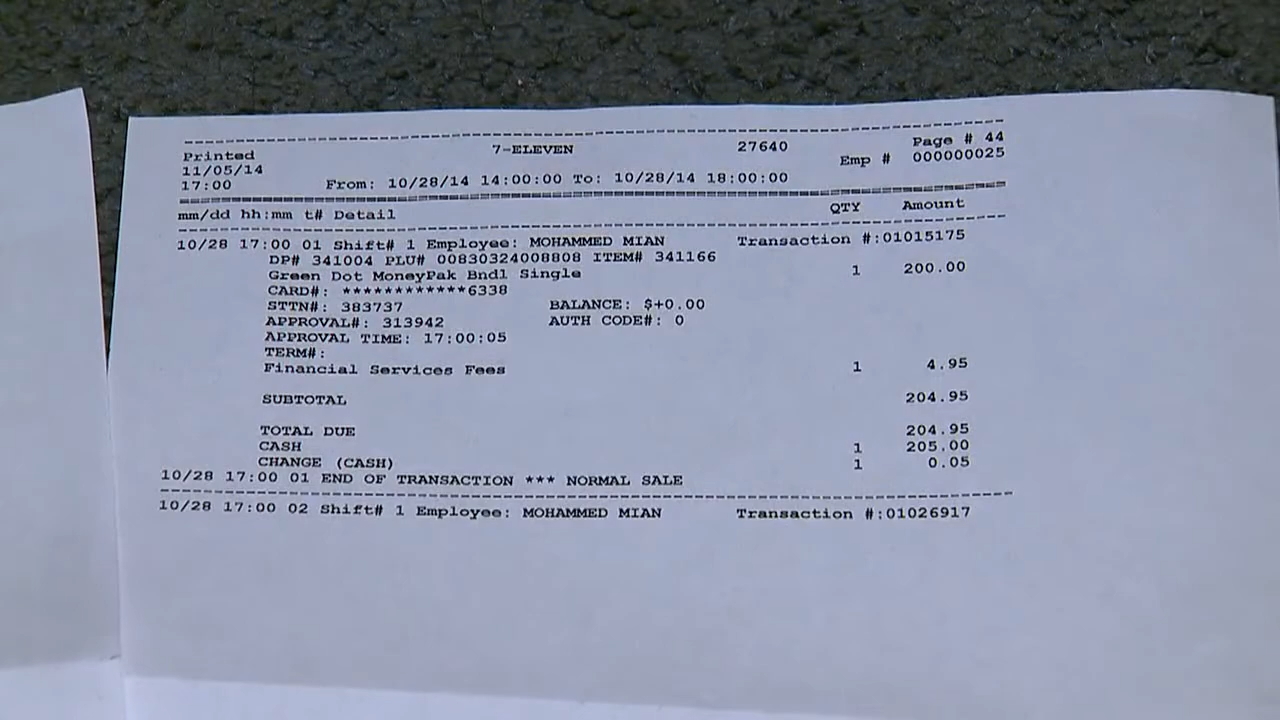 Printed 7-ELEVEN 27640 Page # 44
11/05/14 Emp # 000000025
17:00 From: 10/28/14 14:00:00 To: 10/28/14 18:00:00
mm/dd hh:mm t# Detail QTY Amount
10/28 17:00 01 Shift# 1 Employee: MOHAMMED MIAN Transaction #:01015175
DP# 341004 PLU# 00830324008808 ITEM# 341166
Green Dot MoneyPak Bndl Single 1 200.00
CARD#: ************6338
STTN#: 383737 BALANCE: $+0.00
APPROVAL#: 313942 AUTH CODE#: 0
APPROVAL TIME: 17:00:05
TERM#:
Financial Services Fees 1 4.95
SUBTOTAL 204.95
TOTAL DUE 204.95
CASH 1 205.00
CHANGE (CASH) 1 0.05
10/28 17:00 01 END OF TRANSACTION *** NORMAL SALE
10/28 17:00 02 Shift# 1 Employee: MOHAMMED MIAN Transaction #:01026917